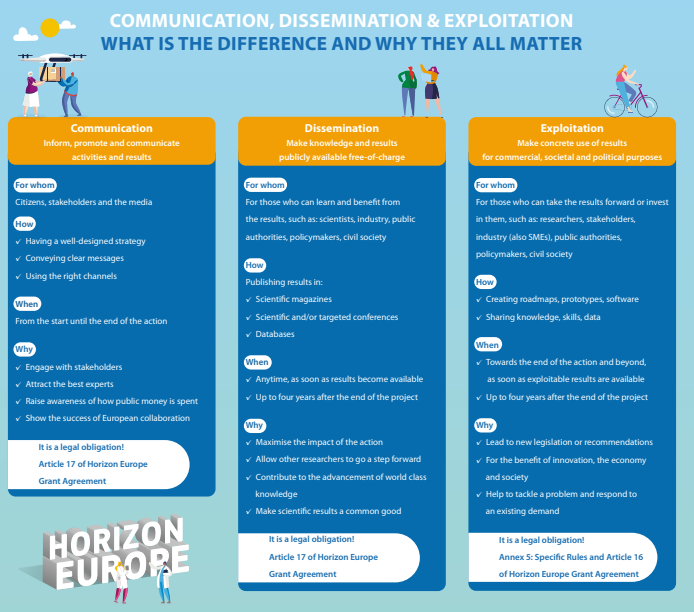 COMMUNICATION, DISSEMINATION & EXPLOITATION
WHAT IS THE DIFFERENCE AND WHY THEY ALL MATTER
Communication
Inform, promote and communicate
activities and results
For whom
Citizens, stakeholders and the media
How
✓ Having a well-designed strategy
✓ Conveying clear messages
✓ Using the right channels
When
From the start until the end of the action
Why
✓ Engage with stakeholders
✓ Attract the best experts
✓ Raise awareness of how public money is spent
✓ Show the success of European collaboration
It is a legal obligation!
Article 17 of Horizon Europe
Grant Agreement
Dissemination
Make knowledge and results
publicly available free-of-charge
For whom
For those who can learn and benefit from
the results, such as: scientists, industry, public
authorities, policymakers, civil society
How
Publishing results in:
✓ Scientific magazines
✓ Scientific and/or targeted conferences
✓ Databases
When
✓ Anytime, as soon as results become available
✓ Up to four years after the end of the project
Why
✓ Maximise the impact of the action
✓ Allow other researchers to go a step forward
✓ Contribute to the advancement of world class
knowledge
✓ Make scientific results a common good
It is a legal obligation!
Article 17 of Horizon Europe
Grant Agreement
Exploitation
Make concrete use of results
for commercial, societal and political purposes
For whom
For those who can take the results forward or invest
in them, such as: researchers, stakeholders,
industry (also SMEs), public authorities,
policymakers, civil society
How
✓ Creating roadmaps, prototypes, software
✓ Sharing knowledge, skills, data
When
✓ Towards the end of the action and beyond,
as soon as exploitable results are available
✓ Up to four years after the end of the project
Why
✓ Lead to new legislation or recommendations
✓ For the benefit of innovation, the economy
and society
✓ Help to tackle a problem and respond to
an existing demand
It is a legal obligation!
Annex 5: Specific Rules and Article 16
of Horizon Europe Grant Agreement
HORIZON
EUROPE